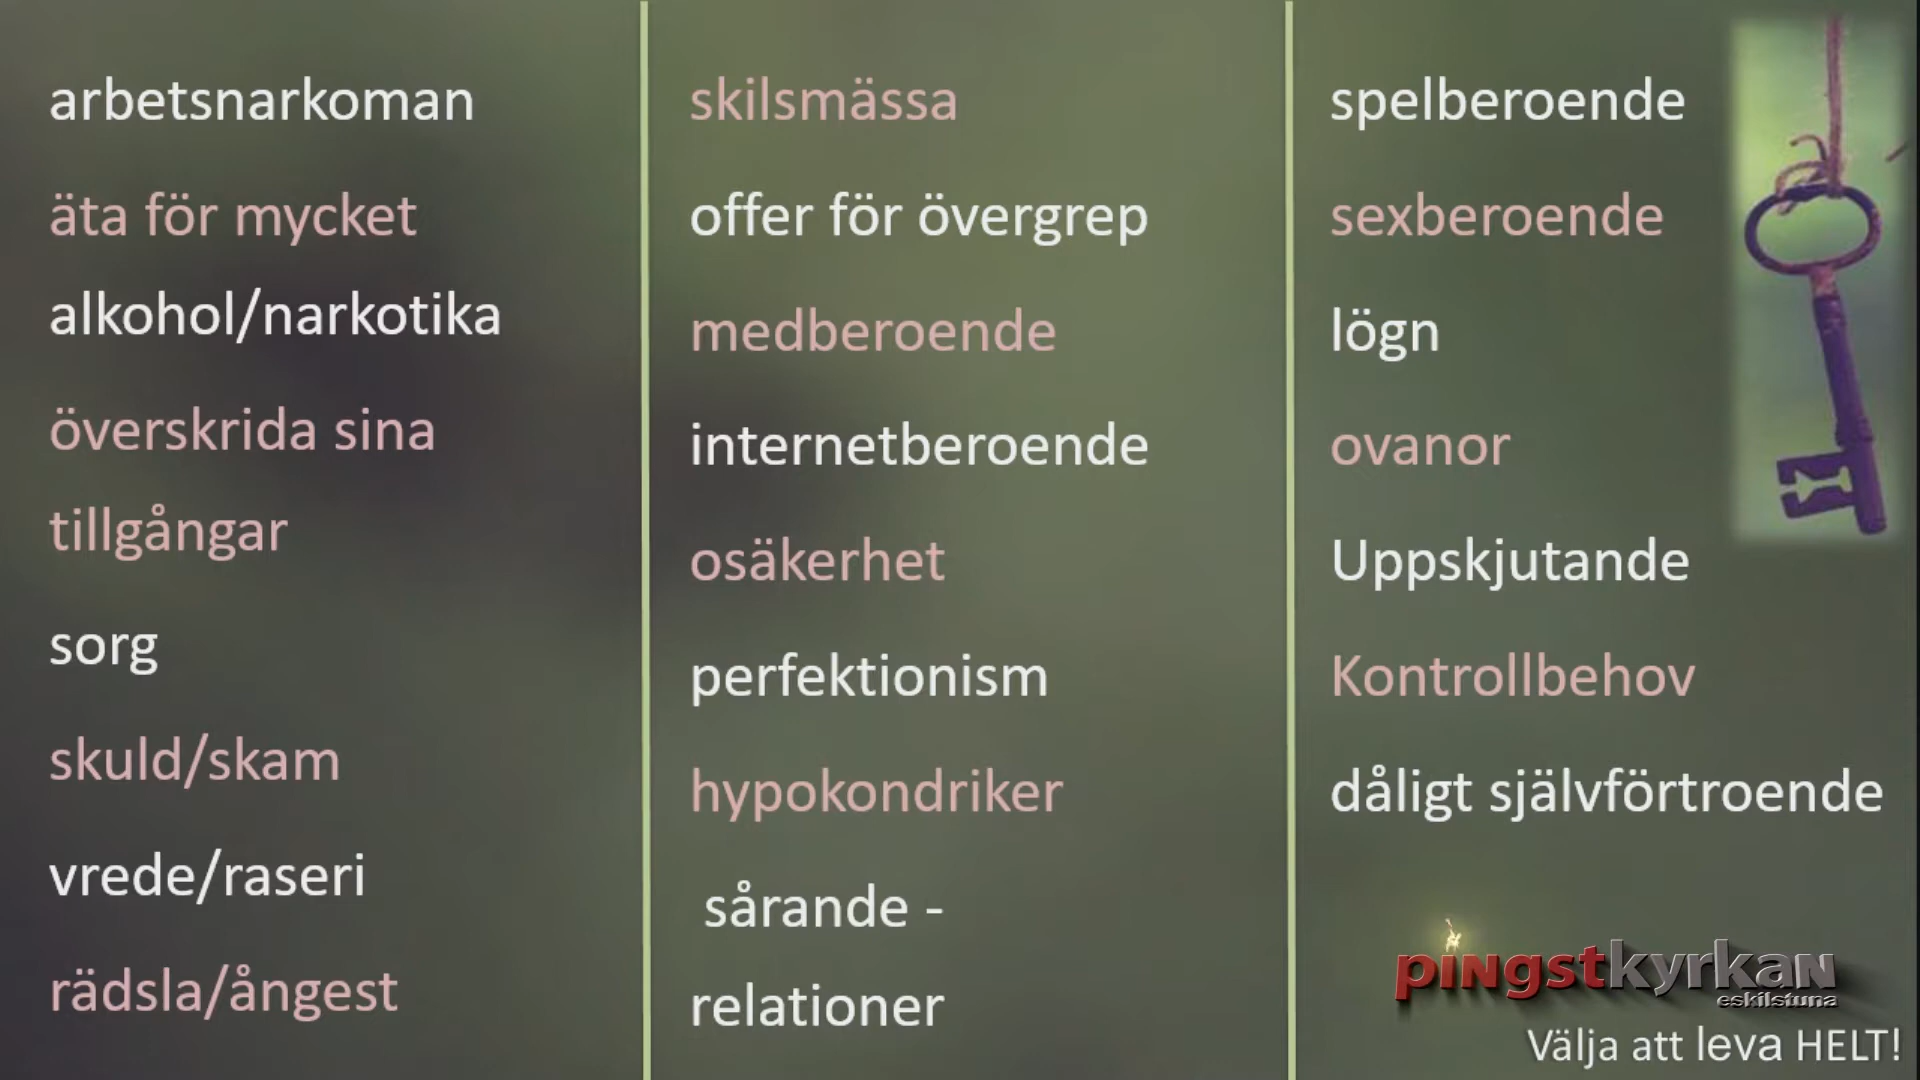 arbetsnarkoman
äta för mycket
alkohol/narkotika
överskrida sina
tillgångar
sorg
skuld/skam
vrede/raseri
rädsla/ångest
skilsmässa
offer för övergrep
medberoende
internetberoende
osäkerhet
perfektionism
hypokondriker
sårande -
relationer
spelberoende
sexberoende
lögn
ovanor
Uppskjutande
Kontrollbehov
dåligt självförtroende
pingstkyrkan
eskilstuna
Välja att leva HELT!